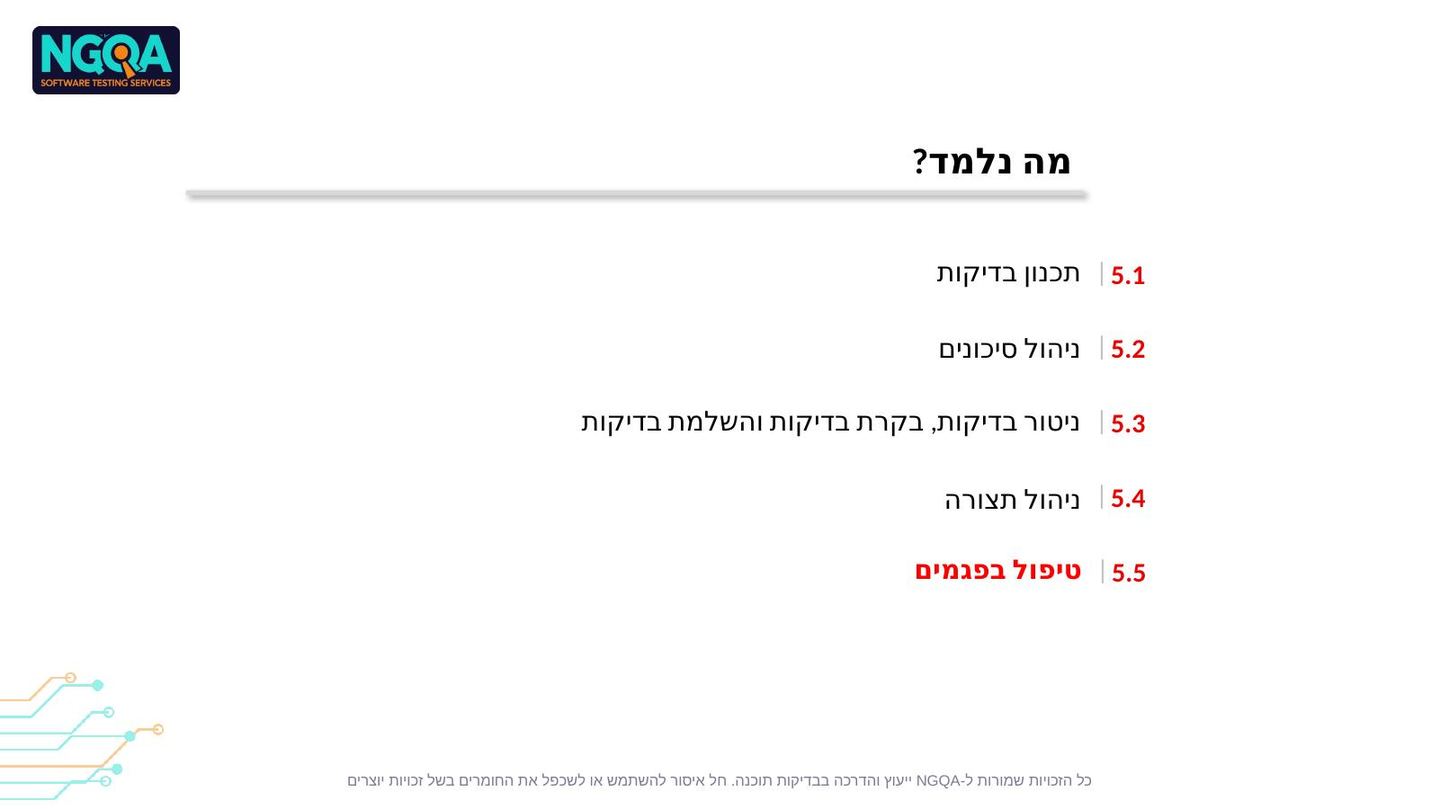 NGQA
SOFTWARE TESTING SERVICES
מה נלמד?
5.1 תכנון בדיקות
5.2 ניהול סיכונים
5.3 ניטור בדיקות, בקרת בדיקות והשלמת בדיקות
5.4 ניהול תצורה
5.5 טיפול בפגמים
כל הזכויות שמורות ל-NGQA ייעוץ והדרכה בבדיקות תוכנה. חל איסור להשתמש או לשכפל את החומרים בשל זכויות יוצרים